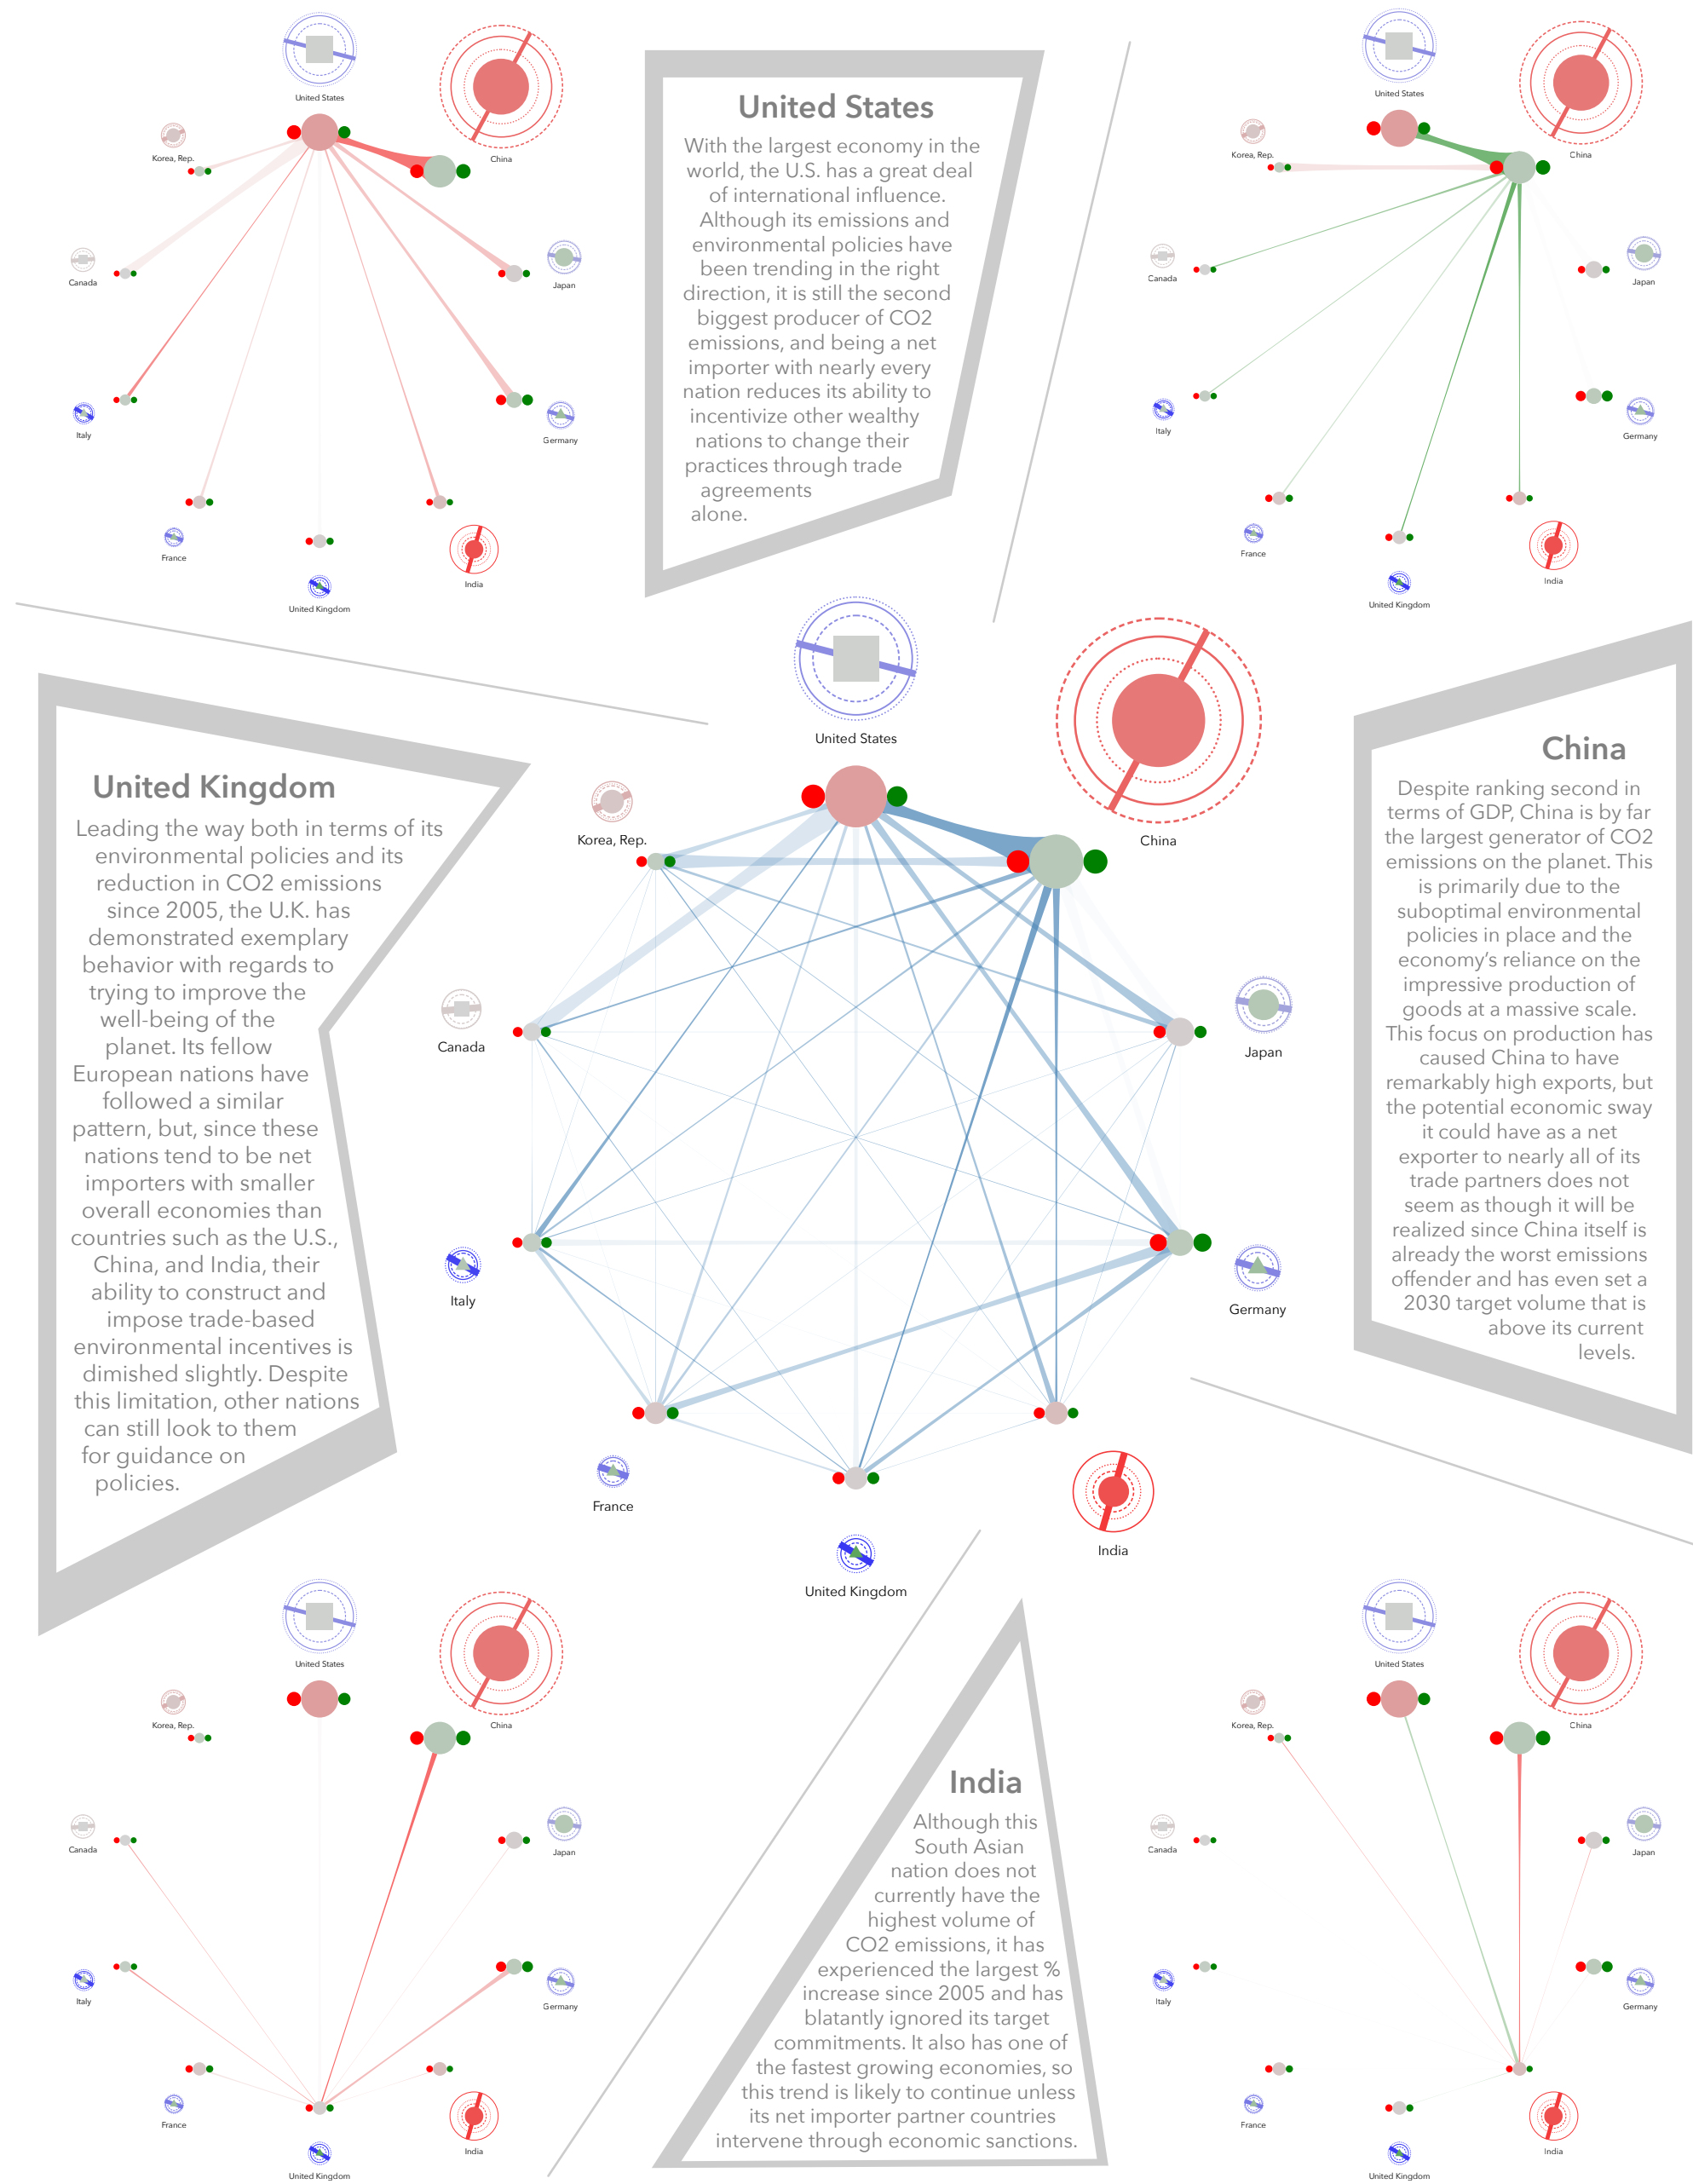 United States
China
Korea, Rep.
Canada
Japan
Italy
Germany
France
India
United Kingdom
United States
With the largest economy in the
world, the U.S. has a great deal
of international influence.
Although its emissions and
environmental policies have
been trending in the right
direction, it is still the second
biggest producer of CO2
emissions, and being a net
importer with nearly every
nation reduces its ability to
incentivize other wealthy
nations to change their
practices through trade
agreements
alone.
United States
China
Korea, Rep.
Canada
Japan
Italy
Germany
France
India
United Kingdom
United Kingdom
Leading the way both in terms of its
environmental policies and its
reduction in CO2 emissions
since 2005, the U.K. has
demonstrated exemplary
behavior with regards to
trying to improve the
well-being of the
planet. Its fellow
European nations have
followed a similar
pattern, but, since these
nations tend to be net
importers with smaller
overall economies than
countries such as the U.S.,
China, and India, their
ability to construct and
impose trade-based
environmental incentives is
dimished slightly. Despite
this limitation, other nations
can still look to them
for guidance on
policies.
United States
China
Korea, Rep.
Canada
Japan
Italy
Germany
France
India
United Kingdom
China
Despite ranking second in
terms of GDP, China is by far
the largest generator of CO2
emissions on the planet. This
is primarily due to the
suboptimal environmental
policies in place and the
economy's reliance on the
impressive production of
goods at a massive scale.
This focus on production has
caused China to have
remarkably high exports, but
the potential economic sway
it could have as a net
exporter to nearly all of its
trade partners does not
seem as though it will be
realized since China itself is
already the worst emissions
offender and has even set a
2030 target volume that is
above its current
levels.
United States
China
Korea, Rep.
Canada
Japan
Italy
Germany
France
India
United Kingdom
India
Although this
South Asian
nation does not
currently have the
highest volume of
CO2 emissions, it has
experienced the largest %
increase since 2005 and has
blatantly ignored its target
commitments. It also has one of
the fastest growing economies, so
this trend is likely to continue unless
its net importer partner countries
intervene through economic sanctions.
United States
China
Korea, Rep.
Canada
Japan
Italy
Germany
France
India
United Kingdom